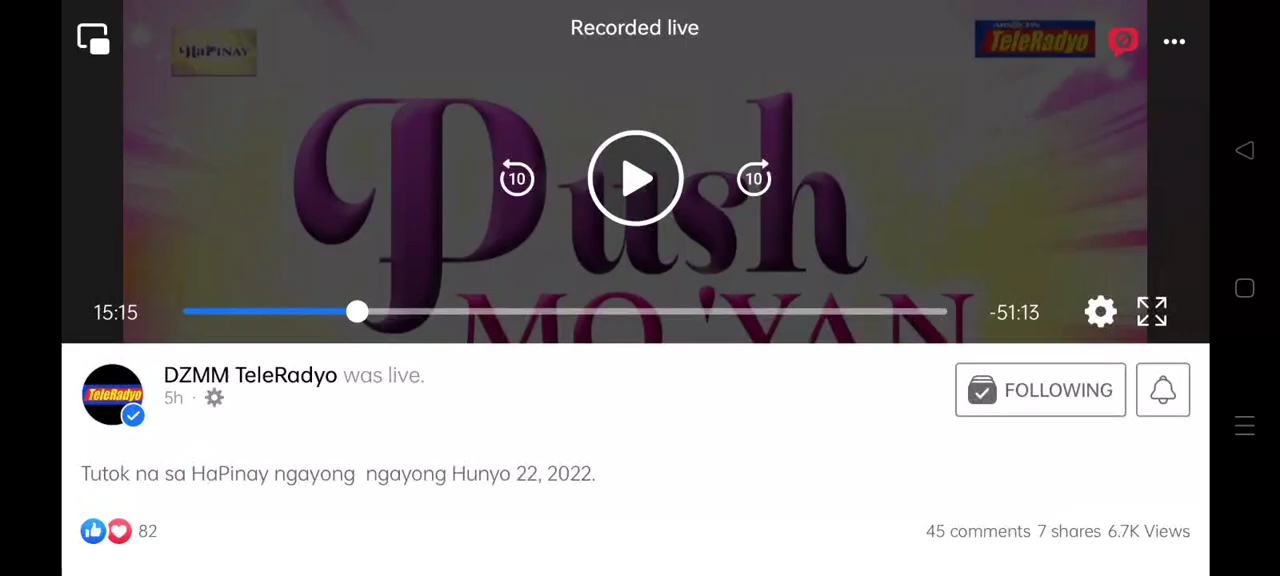 Recorded live
HaPinay
TeleRadyo
Push
MO 'YAN
10
10
15:15
-51:13
TeleRadyo
DZMM TeleRadyo was live.
5h ·
FOLLOWING
Tutok na sa HaPinay ngayong  ngayong Hunyo 22, 2022.
82
45 comments 7 shares 6.7K Views